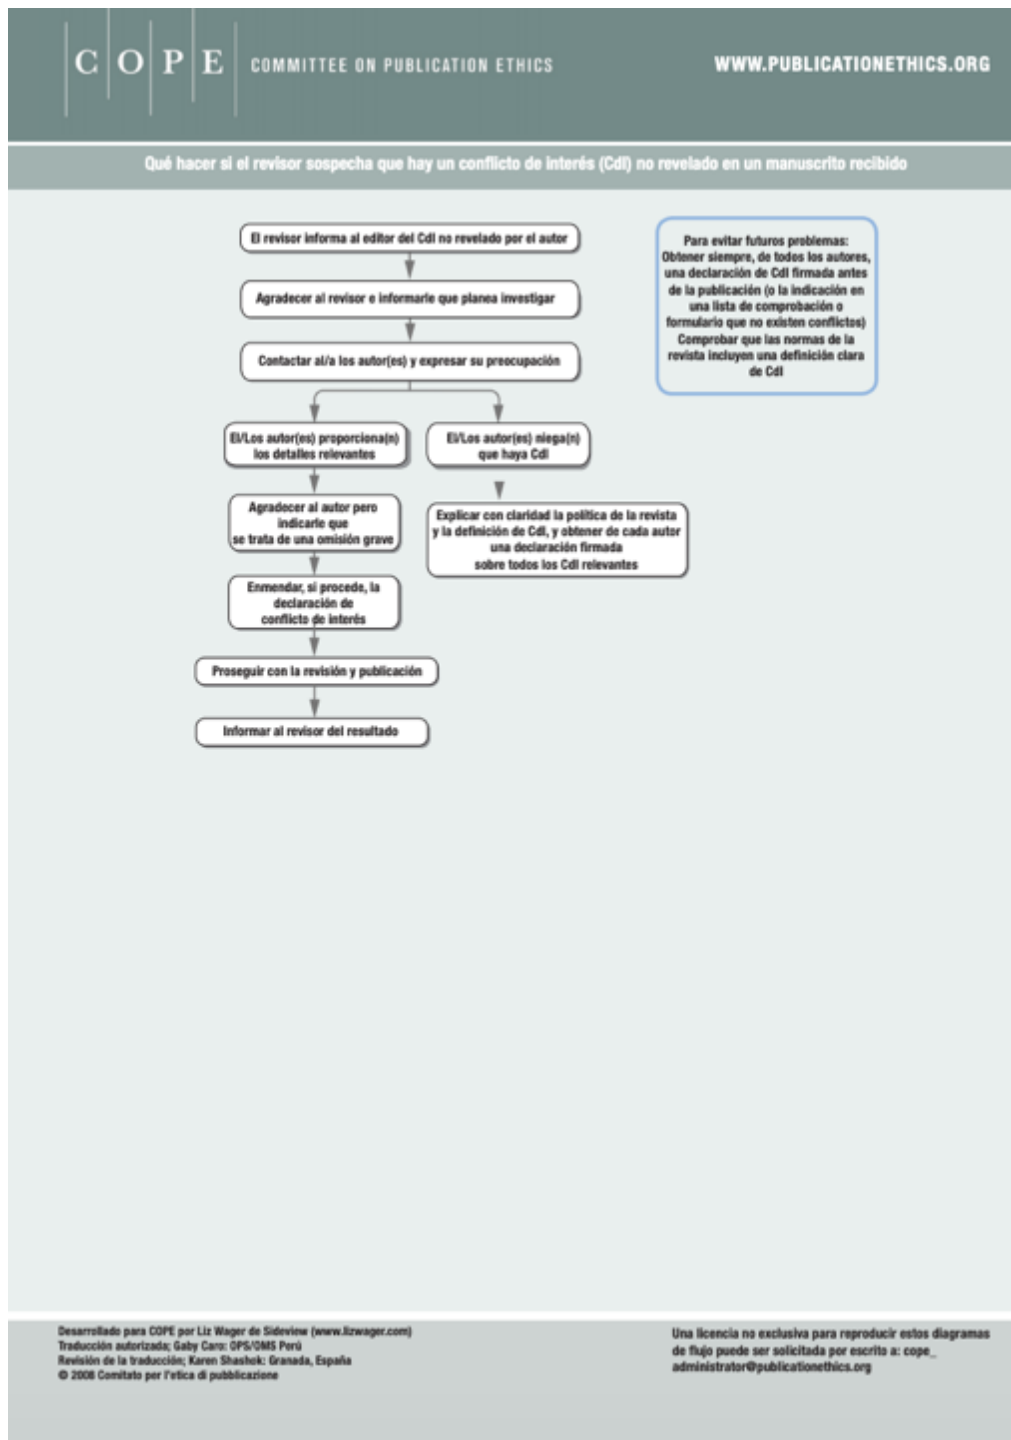 COPE COMMITTEE ON PUBLICATION ETHICS
WWW.PUBLICATIONETHICS.ORG
Qué hacer si el revisor sospecha que hay un conflicto de interés (CdI) no revelado en un manuscrito recibido
El revisor informa al editor del CdI no revelado por el autor
Agradecer al revisor e informarle que planea investigar
Contactar al/a los autor(es) y expresar su preocupación
El/Los autor(es) proporciona(n)
los detalles relevantes
Agradecer al autor pero
indicarle que
se trata de una omisión grave
Enmendar, si procede, la
declaración de
conflicto de interés
Proseguir con la revisión y publicación
Informar al revisor del resultado
El/Los autor(es) niega(n)
que haya CdI
Explicar con claridad la política de la revista
y la definición de CdI, y obtener de cada autor
una declaración firmada
sobre todos los CdI relevantes
Para evitar futuros problemas:
Obtener siempre, de todos los autores,
una declaración de CdI firmada antes
de la publicación (o la indicación en
una lista de comprobación o
formulario que no existen conflictos)
Comprobar que las normas de la
revista incluyen una definición clara
de CdI
Desarrollado para COPE por Liz Wager de Sideview (www.lizwager.com)
Traducción autorizada; Gaby Caro: OPS/OMS Perú
Revisión de la traducción; Karen Shashok: Granada, España
© 2008 Comitato per l'etica di pubblicazione
Una licencia no exclusiva para reproducir estos diagramas
de flujo puede ser solicitada por escrito a: cope_
administrator@publicationethics.org